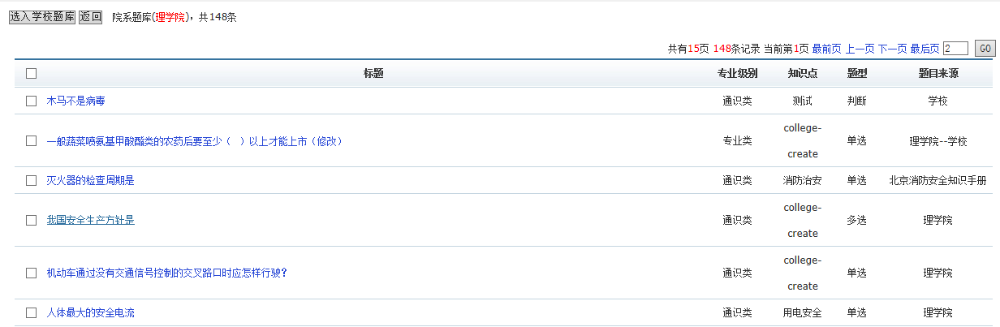 选入学校题库 返回 院系题库(理学院)，共148条
共有15页 148条记录 当前第1页 最前页 上一页 下一页 最后页 2 GO
标题 专业级别 知识点 题型 题目来源
木马不是病毒 通识类 测试 判断 学校
一般蔬菜喷氨基甲酸酯类的农药后要至少（ ）以上才能上市（修改） 专业类 college-create 单选 理学院--学校
灭火器的检查周期是 通识类 消防治安 单选 北京消防安全知识手册
我国安全生产方针是 通识类 college-create 多选 理学院
机动车通过没有交通信号控制的交叉路口时应怎样行驶? 通识类 college-create 单选 理学院
人体最大的安全电流 通识类 用电安全 单选 理学院